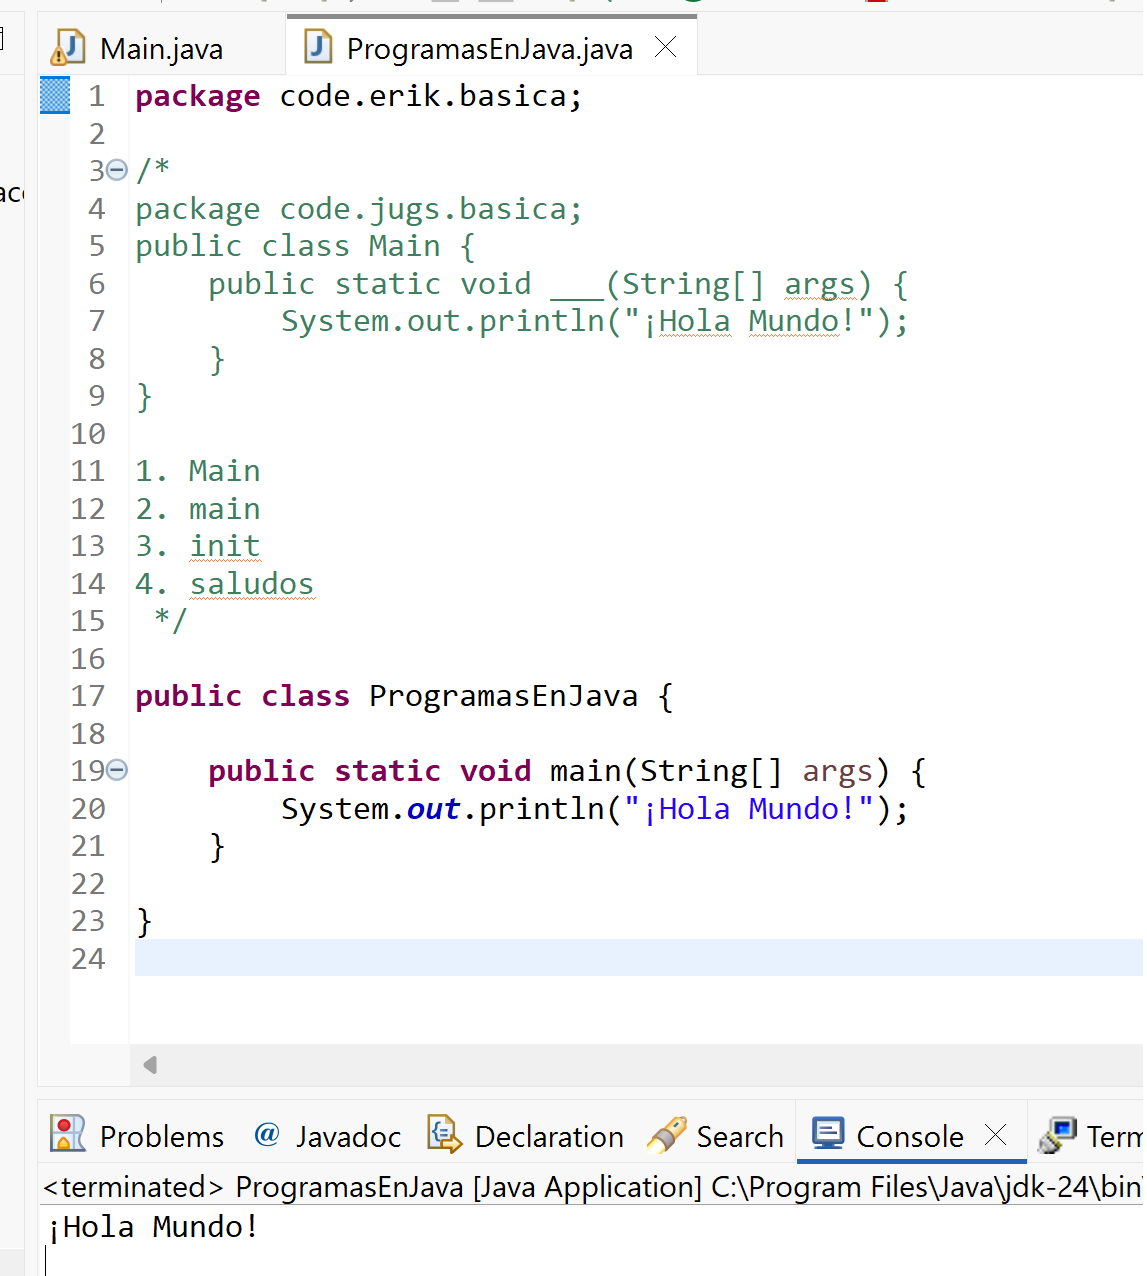 Main.java ProgramasEnJava.java
1 package code.erik.basica;
2
3 /*
4 package code.jugs.basica;
5 public class Main {
6 public static void ___(String[] args) {
7 System.out.println("¡Hola Mundo!");
8 }
9 }
10
11 1. Main
12 2. main
13 3. init
14 4. saludos
15 */
16
17 public class ProgramasEnJava {
18
19 public static void main(String[] args) {
20 System.out.println("¡Hola Mundo!");
21 }
22
23 }
24
Problems @ Javadoc Declaration Search Console
<terminated> ProgramasEnJava [Java Application] C:\Program Files\Java\jdk-24\bin\
¡Hola Mundo!